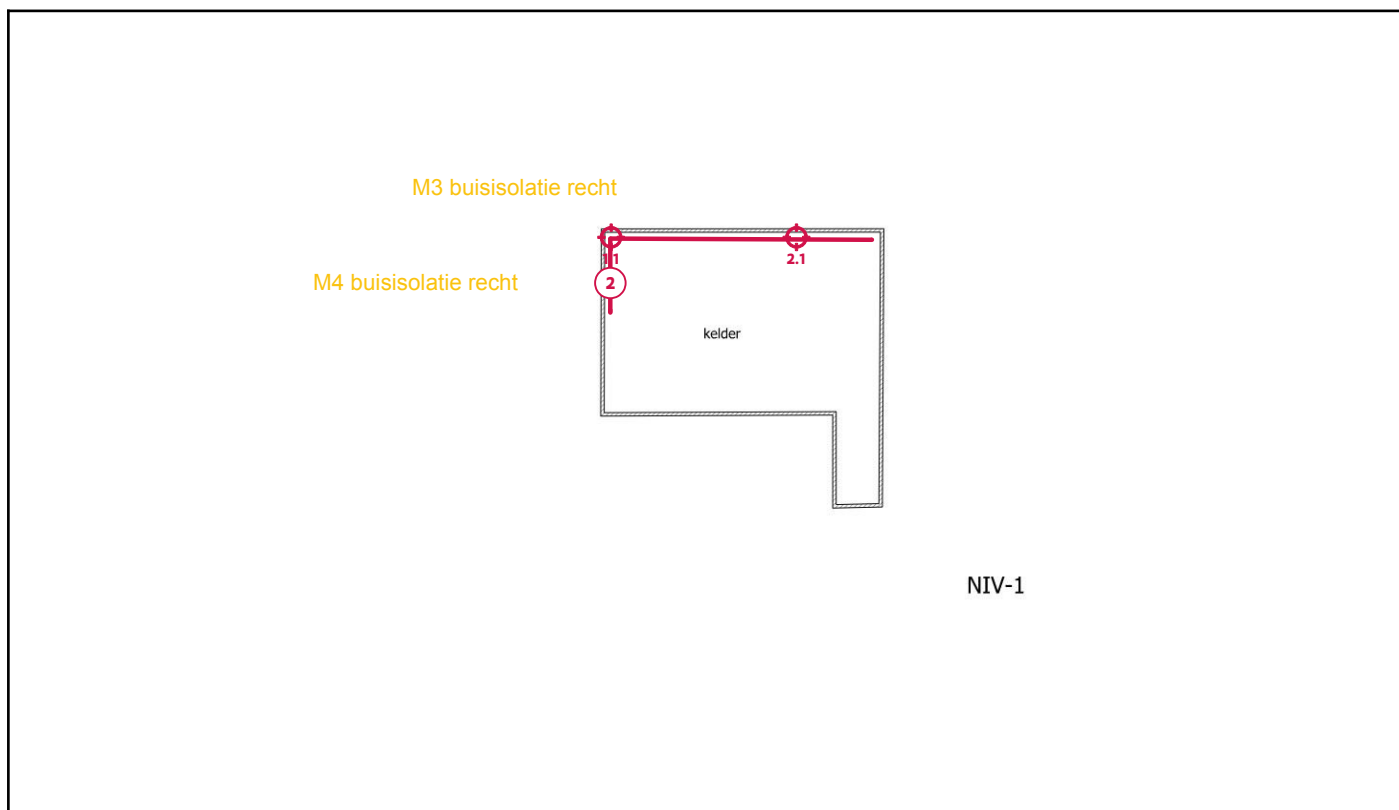 M3 buisisolatie recht
1.1
2.1
M4 buisisolatie recht
2
kelder
NIV-1